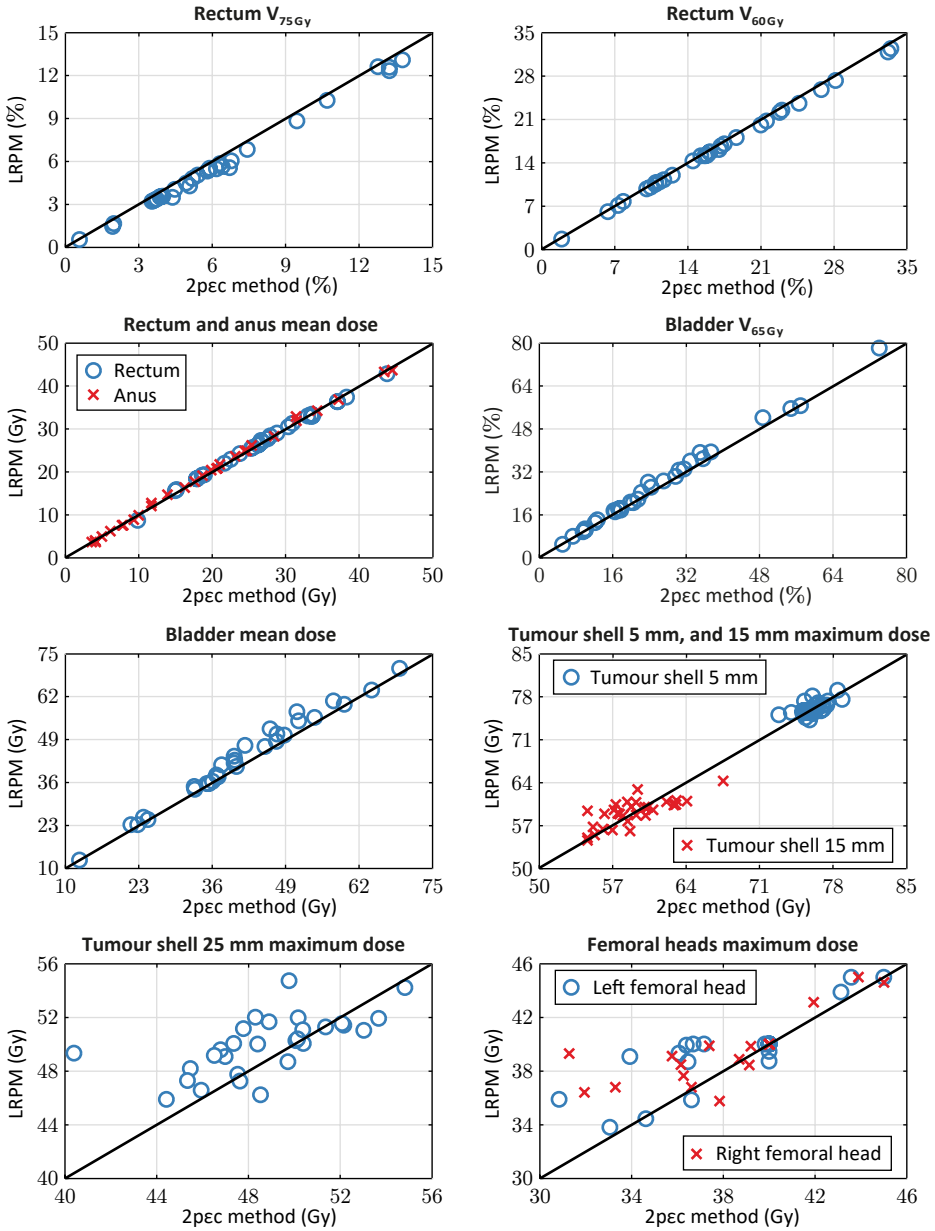 Rectum V75Gy
15
12
9
6
3
0
LRPM (%)
0 3 6 9 12 15
2pεc method (%)
Rectum V60Gy
35
28
21
14
7
0
LRPM (%)
0 7 14 21 28 35
2pεc method (%)
Rectum and anus mean dose
50
40
30
20
10
0
LRPM (Gy)
Rectum
Anus
0 10 20 30 40 50
2pεc method (Gy)
Bladder V65Gy
80
64
48
32
16
0
LRPM (%)
0 16 32 48 64 80
2pεc method (%)
Bladder mean dose
75
62
49
36
23
10
LRPM (Gy)
10 23 36 49 62 75
2pεc method (Gy)
Tumour shell 5 mm, and 15 mm maximum dose
85
78
71
64
57
50
LRPM (Gy)
Tumour shell 5 mm
Tumour shell 15 mm
50 57 64 71 78 85
2pεc method (Gy)
Tumour shell 25 mm maximum dose
56
52
48
44
40
LRPM (Gy)
40 44 48 52 56
2pεc method (Gy)
Femoral heads maximum dose
46
42
38
34
30
LRPM (Gy)
Left femoral head
Right femoral head
30 34 38 42 46
2pεc method (Gy)